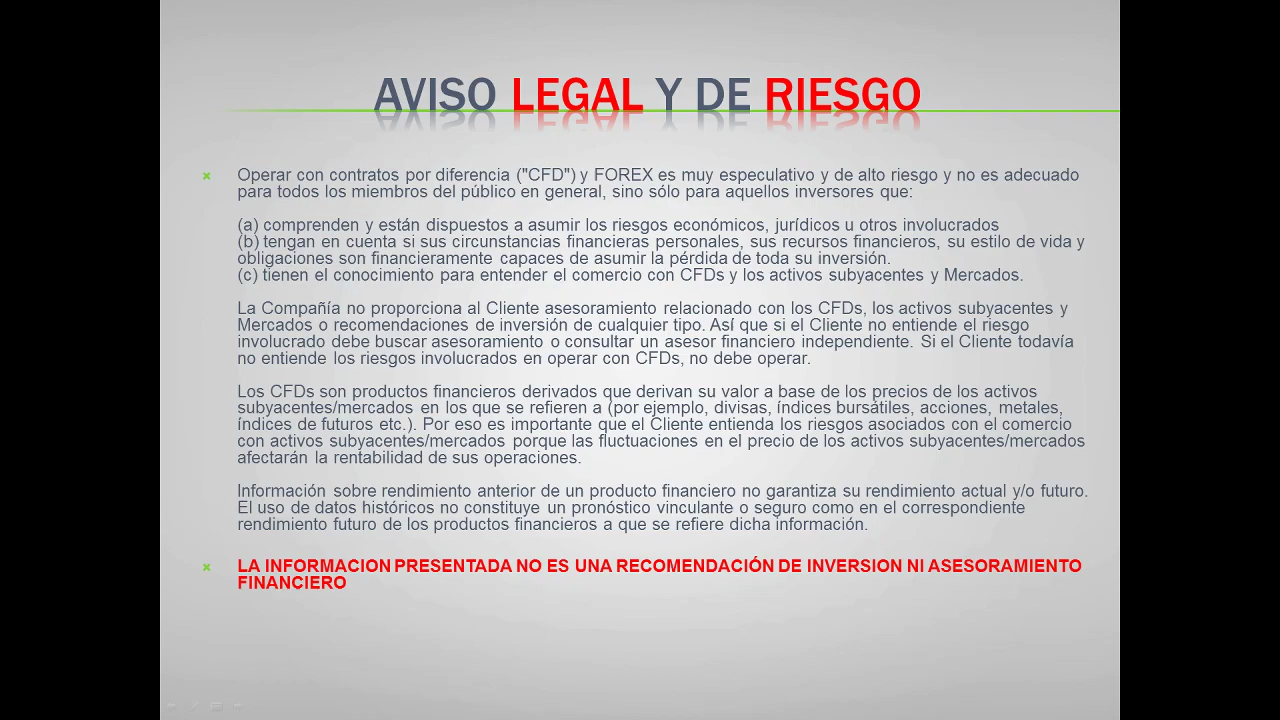 AVISO LEGAL Y DE RIESGO
Operar con contratos por diferencia ("CFD") y FOREX es muy especulativo y de alto riesgo y no es adecuado
para todos los miembros del público en general, sino sólo para aquellos inversores que:
(a) comprenden y están dispuestos a asumir los riesgos económicos, jurídicos u otros involucrados
(b) tengan en cuenta si sus circunstancias financieras personales, sus recursos financieros, su estilo de vida y
obligaciones son financieramente capaces de asumir la pérdida de toda su inversión.
(c) tienen el conocimiento para entender el comercio con CFDs y los activos subyacentes y Mercados.
La Compañía no proporciona al Cliente asesoramiento relacionado con los CFDs, los activos subyacentes y
Mercados o recomendaciones de inversión de cualquier tipo. Así que si el Cliente no entiende el riesgo
involucrado debe buscar asesoramiento o consultar un asesor financiero independiente. Si el Cliente todavía
no entiende los riesgos involucrados en operar con CFDs, no debe operar.
Los CFDs son productos financieros derivados que derivan su valor a base de los precios de los activos
subyacentes/mercados en los que se refieren a (por ejemplo, divisas, índices bursátiles, acciones, metales,
índices de futuros etc.). Por eso es importante que el Cliente entienda los riesgos asociados con el comercio
con activos subyacentes/mercados porque las fluctuaciones en el precio de los activos subyacentes/mercados
afectarán la rentabilidad de sus operaciones.
Información sobre rendimiento anterior de un producto financiero no garantiza su rendimiento actual y/o futuro.
El uso de datos históricos no constituye un pronóstico vinculante o seguro como en el correspondiente
rendimiento futuro de los productos financieros a que se refiere dicha información.
LA INFORMACION PRESENTADA NO ES UNA RECOMENDACIÓN DE INVERSION NI ASESORAMIENTO
FINANCIERO